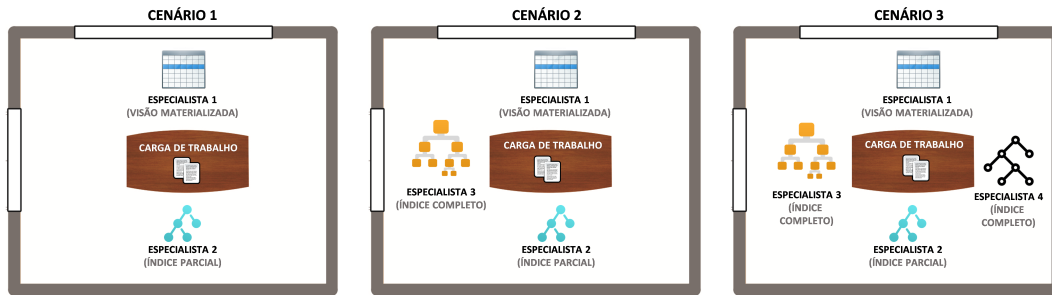 CENÁRIO 1
ESPECIALISTA 1
(VISÃO MATERIALIZADA)
CARGA DE TRABALHO
ESPECIALISTA 2
(ÍNDICE PARCIAL)
CENÁRIO 2
ESPECIALISTA 1
(VISÃO MATERIALIZADA)
CARGA DE TRABALHO
ESPECIALISTA 3
(ÍNDICE COMPLETO)
ESPECIALISTA 2
(ÍNDICE PARCIAL)
CENÁRIO 3
ESPECIALISTA 1
(VISÃO MATERIALIZADA)
CARGA DE TRABALHO
ESPECIALISTA 3
(ÍNDICE
COMPLETO)
ESPECIALISTA 4
(ÍNDICE
COMPLETO)
ESPECIALISTA 2
(ÍNDICE PARCIAL)